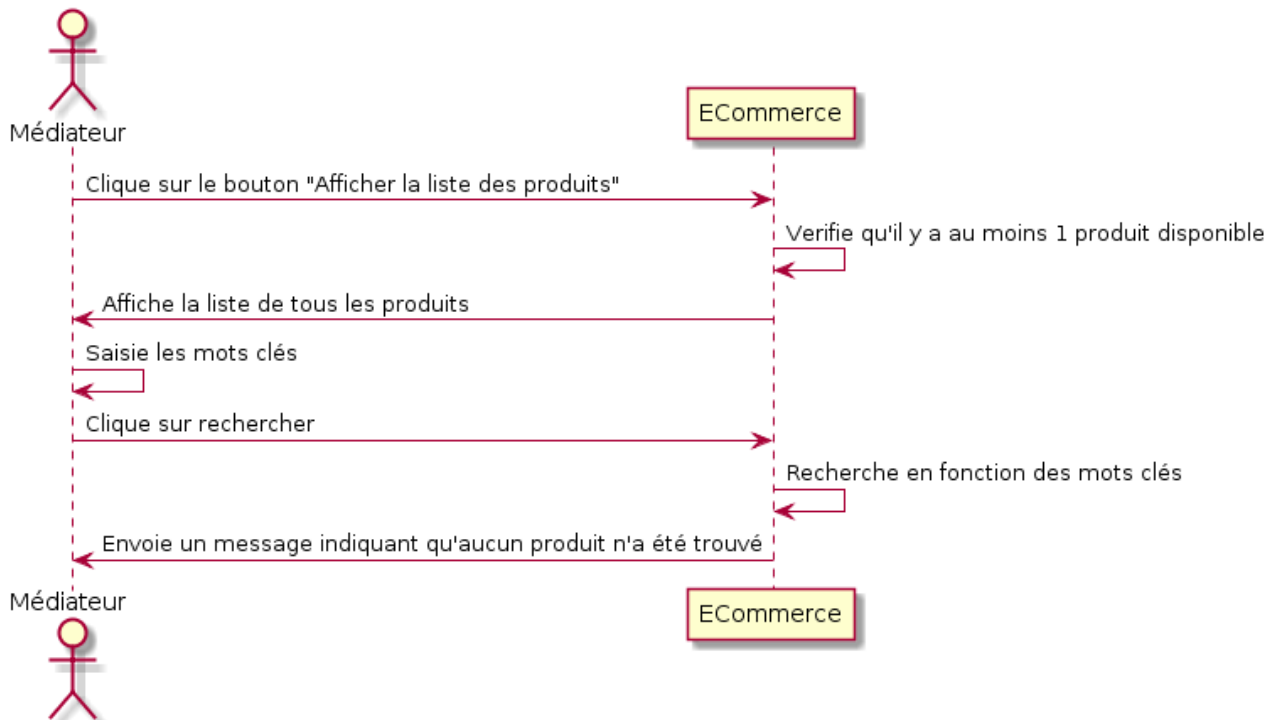 Médiateur
ECommerce
Clique sur le bouton "Afficher la liste des produits"
Verifie qu'il y a au moins 1 produit disponible
Affiche la liste de tous les produits
Saisie les mots clés
Clique sur rechercher
Recherche en fonction des mots clés
Envoie un message indiquant qu'aucun produit n'a été trouvé
Médiateur
ECommerce